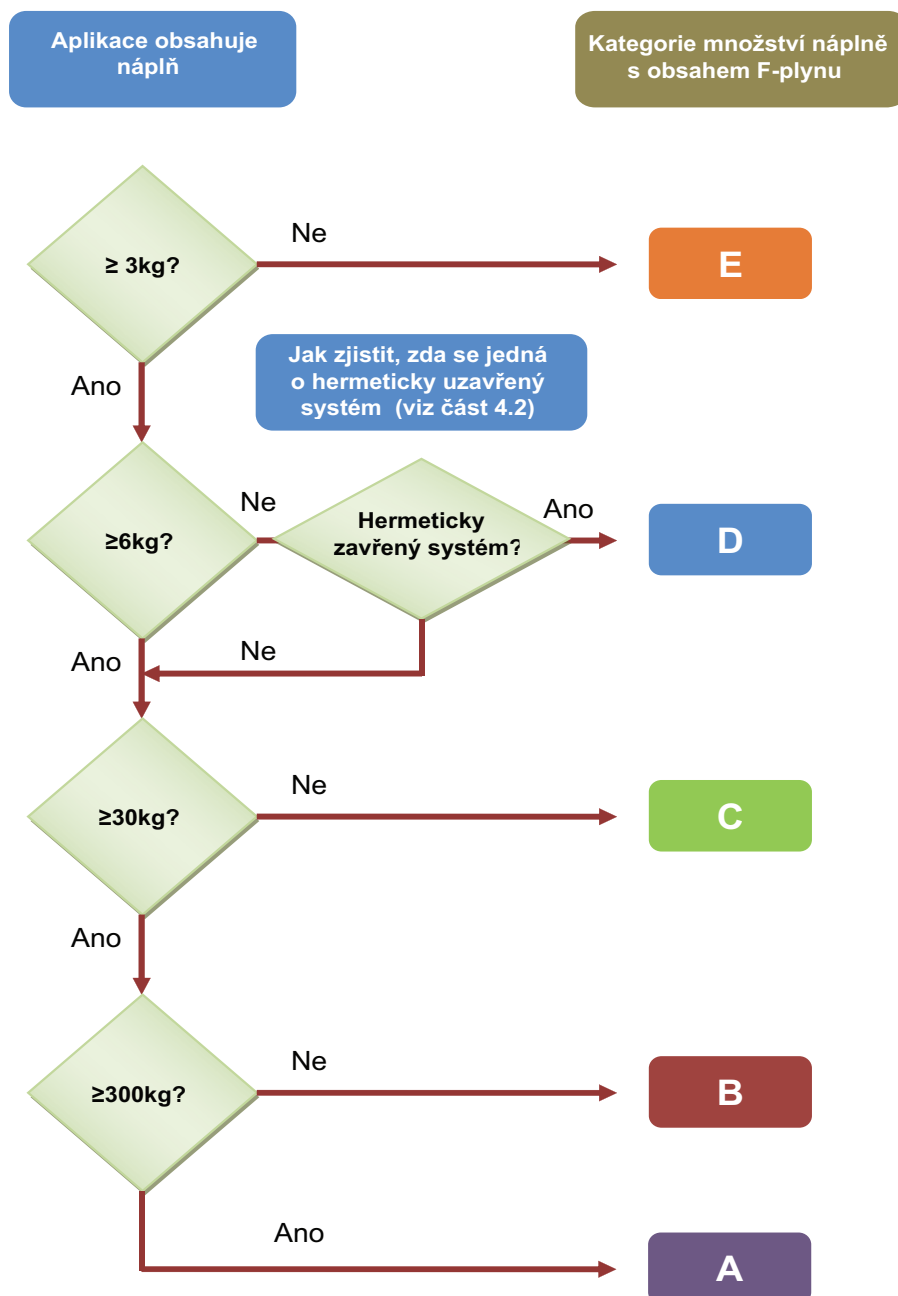 Aplikace obsahuje
náplň
Kategorie množství náplně
s obsahem F-plynu
≥ 3kg?
Ne
E
Ano
Jak zjistit, zda se jedná
o hermeticky uzavřený
systém (viz část 4.2)
≥6kg?
Ne
Hermeticky
zavřený systém?
Ano
D
Ano
Ne
≥30kg?
Ne
C
Ano
≥300kg?
Ne
B
Ano
A